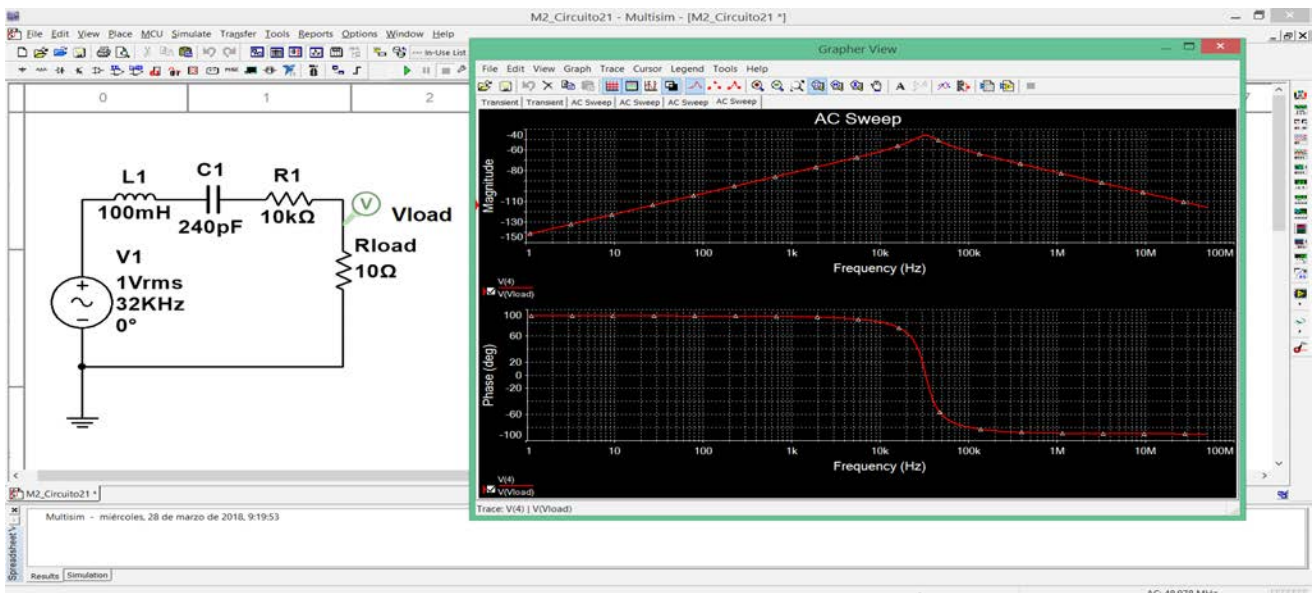 M2_Circuito21 - Multisim - [M2_Circuito21 *]
File Edit View Place MCU Simulate Transfer Tools Reports Options Window Help
In-Use List
0 1 2
L1
100mH
C1
240pF
R1
10kΩ
V
Vload
Rload
10Ω
V1
1Vrms
32KHz
0°
Grapher View
File Edit View Graph Trace Cursor Legend Tools Help
Transient Transient AC Sweep AC Sweep AC Sweep AC Sweep
AC Sweep
Magnitude
-40
-60
-80
-110
-130
-150
1 10 100 1k 10k 100k 1M 10M 100M
Frequency (Hz)
V(4)
V(Vload)
Phase (deg)
100
60
20
0
-20
-60
-100
1 10 100 1k 10k 100k 1M 10M 100M
Frequency (Hz)
V(4)
V(Vload)
Trace: V(4) | V(Vload)
7
M2_Circuito21 *
Multisim - miércoles, 28 de marzo de 2018, 9:19:53
Spreadsheet V
Results Simulation